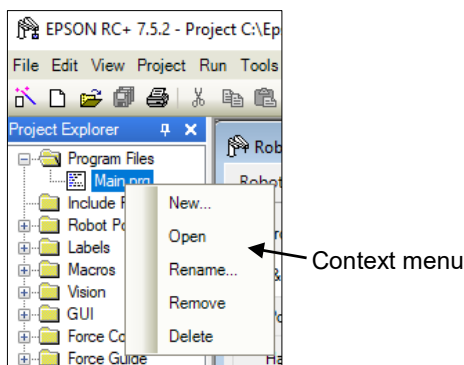 EPSON RC+ 7.5.2 - Project C:\Ep
File Edit View Project Run Tools
Project Explorer
Rob
Program Files
Main.prg
Robot
Include F
New...
Robot Po
Open
Labels
Macros
Rename...
&
Context menu
Vision
Remove
GUI
Force Co
Delete
Force Guide
Ha